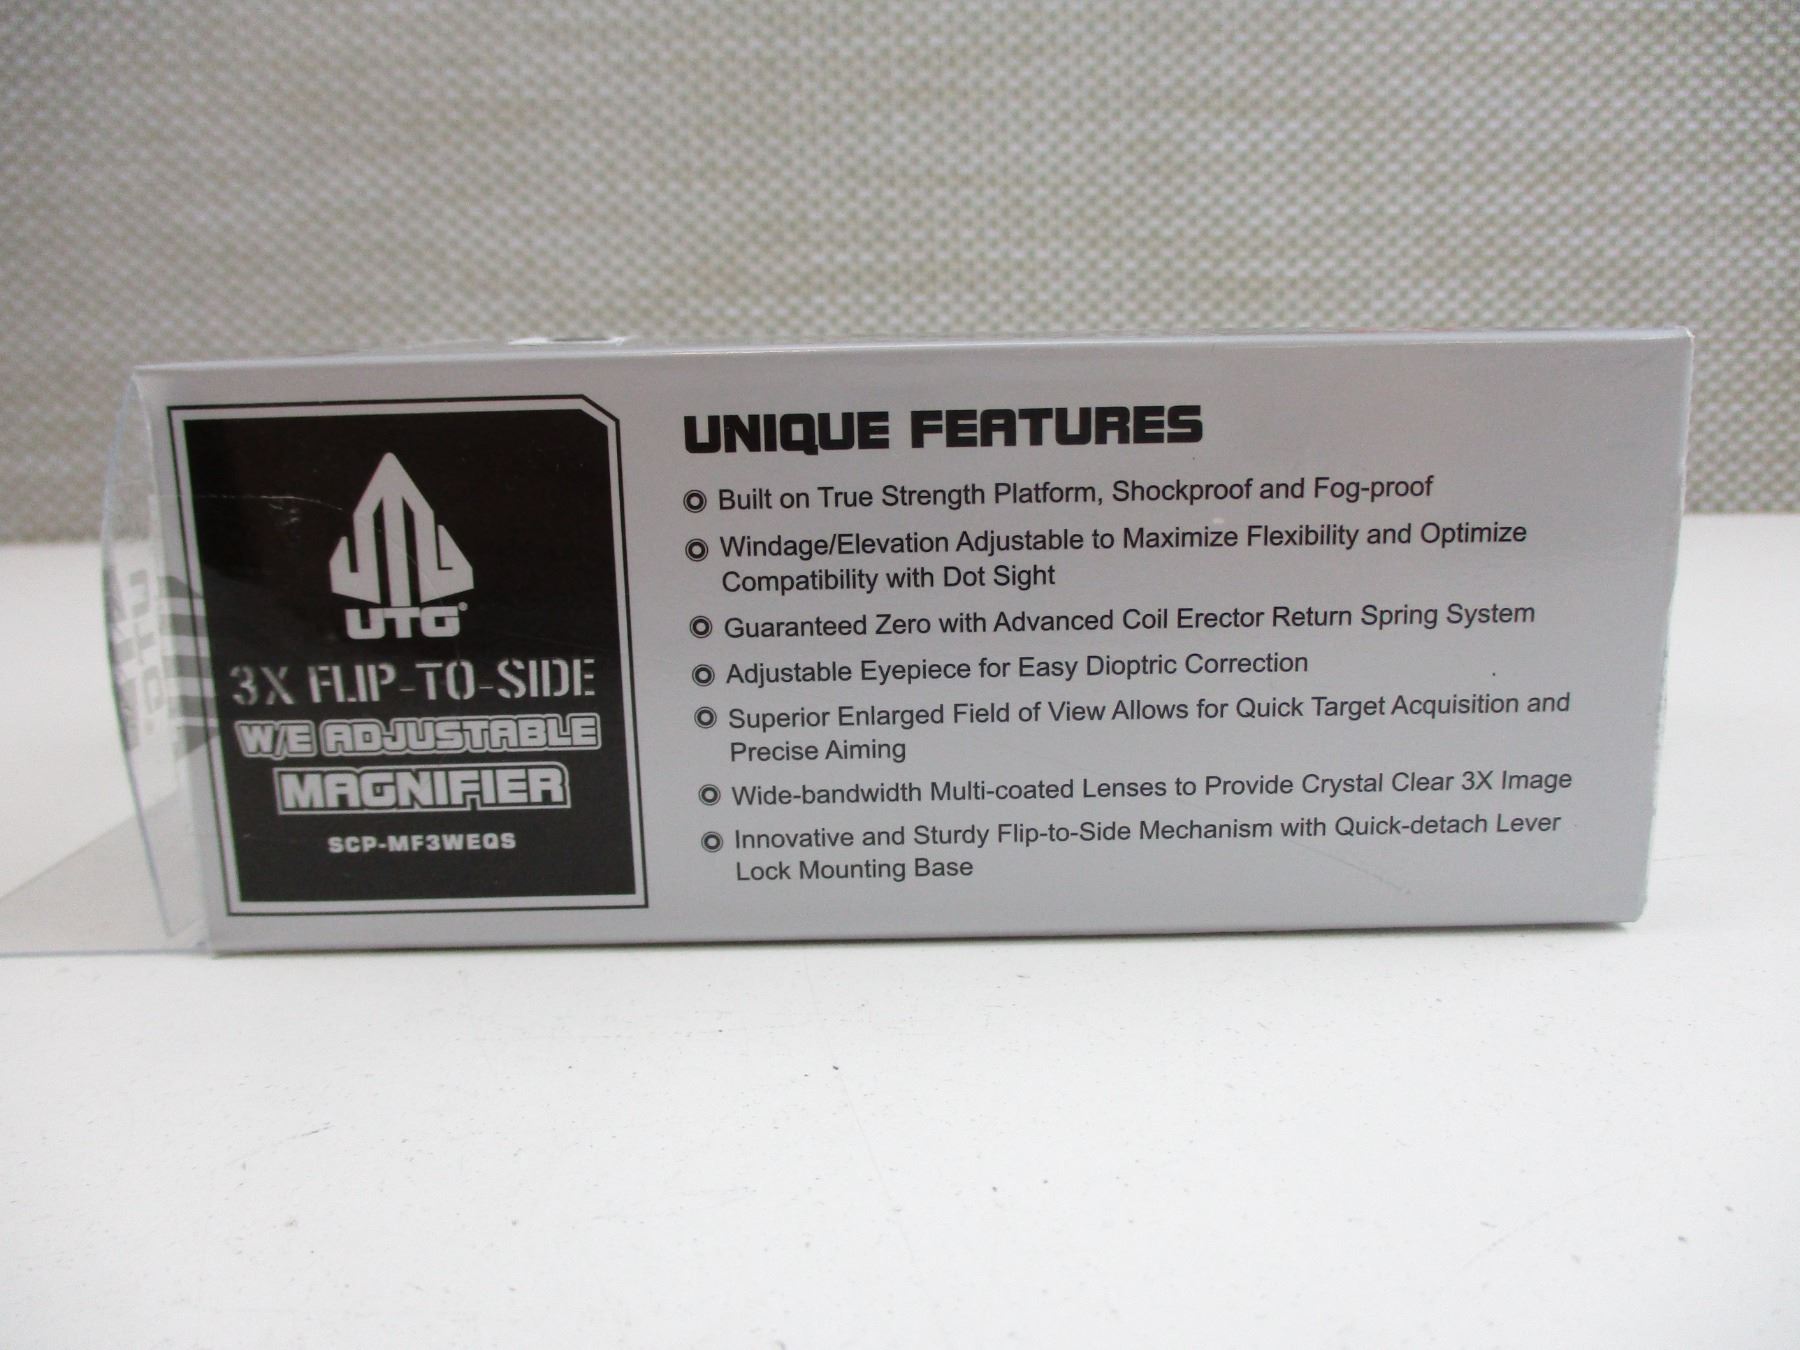 UTG®
3X FLIP-TO-SIDE
W/E ADJUSTABLE
MAGNIFIER
SCP-MF3WEQS
UNIQUE FEATURES
Built on True Strength Platform, Shockproof and Fog-proof
Windage/Elevation Adjustable to Maximize Flexibility and Optimize
Compatibility with Dot Sight
Guaranteed Zero with Advanced Coil Erector Return Spring System
Adjustable Eyepiece for Easy Dioptric Correction
Superior Enlarged Field of View Allows for Quick Target Acquisition and
Precise Aiming
Wide-bandwidth Multi-coated Lenses to Provide Crystal Clear 3X Image
Innovative and Sturdy Flip-to-Side Mechanism with Quick-detach Lever
Lock Mounting Base